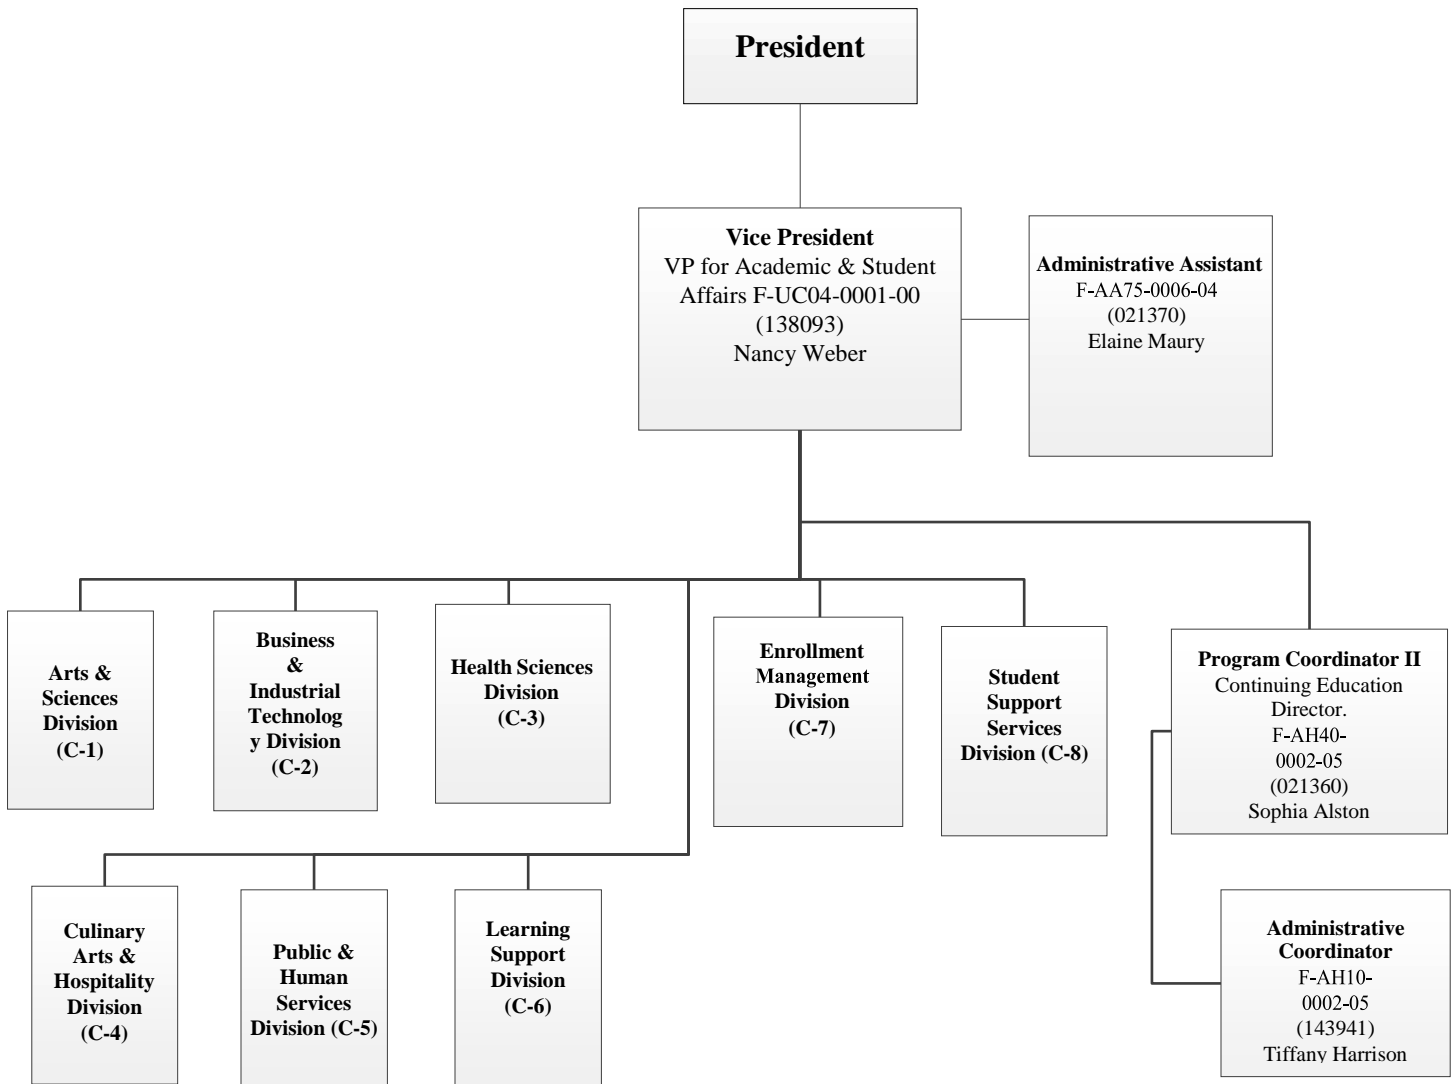 President
Vice President
VP for Academic & Student
Affairs F-UC04-0001-00
(138093)
Nancy Weber
Administrative Assistant
F-AA75-0006-04
(021370)
Elaine Maury
Arts &
Sciences
Division
(C-1)
Business
&
Industrial
Technolog
y Division
(C-2)
Health Sciences
Division
(C-3)
Enrollment
Management
Division
(C-7)
Student
Support
Services
Division (C-8)
Program Coordinator II
Continuing Education
Director.
F-AH40-
0002-05
(021360)
Sophia Alston
Culinary
Arts &
Hospitality
Division
(C-4)
Public &
Human
Services
Division (C-5)
Learning
Support
Division
(C-6)
Administrative
Coordinator
F-AH10-
0002-05
(143941)
Tiffany Harrison